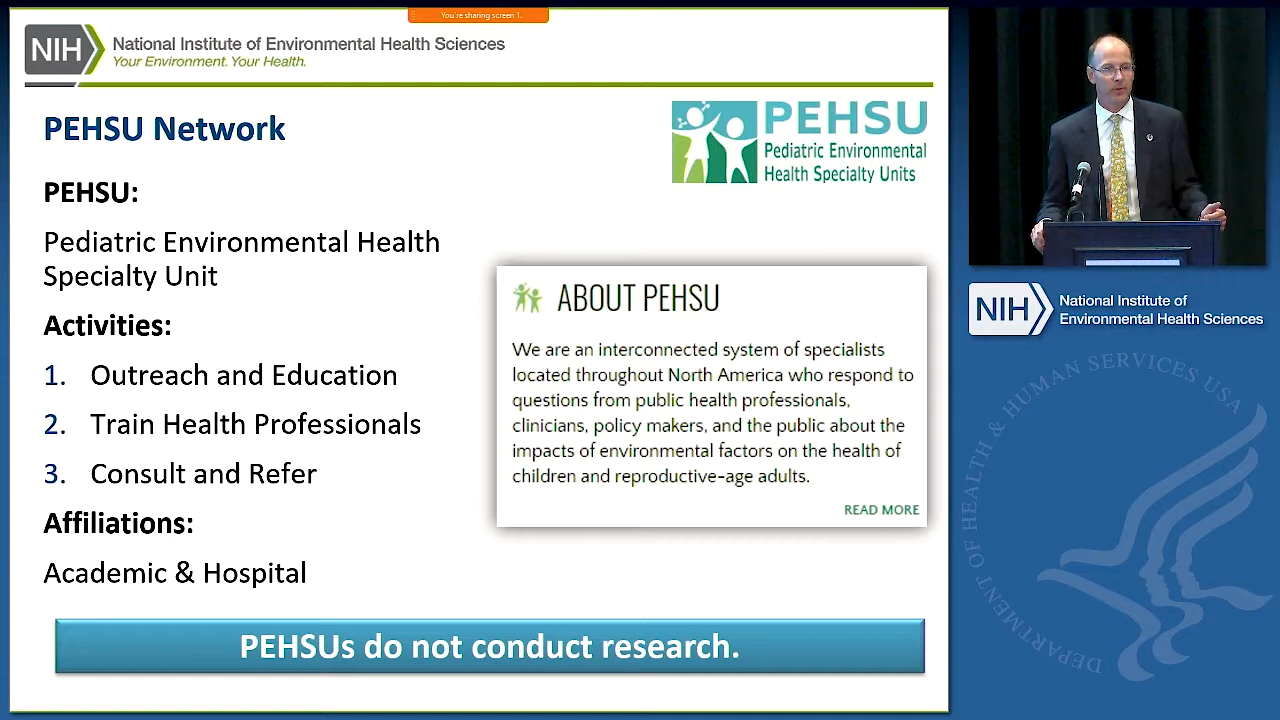 You're sharing screen 1.
NIH
National Institute of Environmental Health Sciences
Your Environment. Your Health.
PEHSU Network
PEHSU
Pediatric Environmental
Health Specialty Units
PEHSU:
Pediatric Environmental Health
Specialty Unit
Activities:
1. Outreach and Education
2. Train Health Professionals
3. Consult and Refer
Affiliations:
Academic & Hospital
ABOUT PEHSU
We are an interconnected system of specialists
located throughout North America who respond to
questions from public health professionals,
clinicians, policy makers, and the public about the
impacts of environmental factors on the health of
children and reproductive-age adults.
READ MORE
PEHSUs do not conduct research.
NIH
National Institute of
Environmental Health Sciences
DEPARTMENT OF HEALTH & HUMAN SERVICES USA